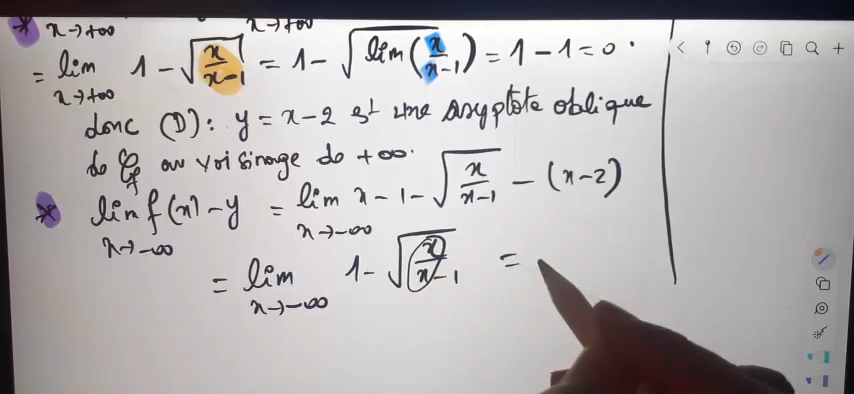 x→+∞ x→+∞
= lim 1 - √(x/(x-1)) = 1 - √(lim (x/(x-1))) = 1 - 1 = 0 .
x→+∞
donc (D) : y = x - 2 est une asyptote oblique
de Cf au voisinage de +∞.
* lim f(x) - y = lim x - 1 - √(x/(x-1)) - (x-2)
x→-∞ x→-∞
= lim 1 - √(x/(x-1)) =
x→-∞